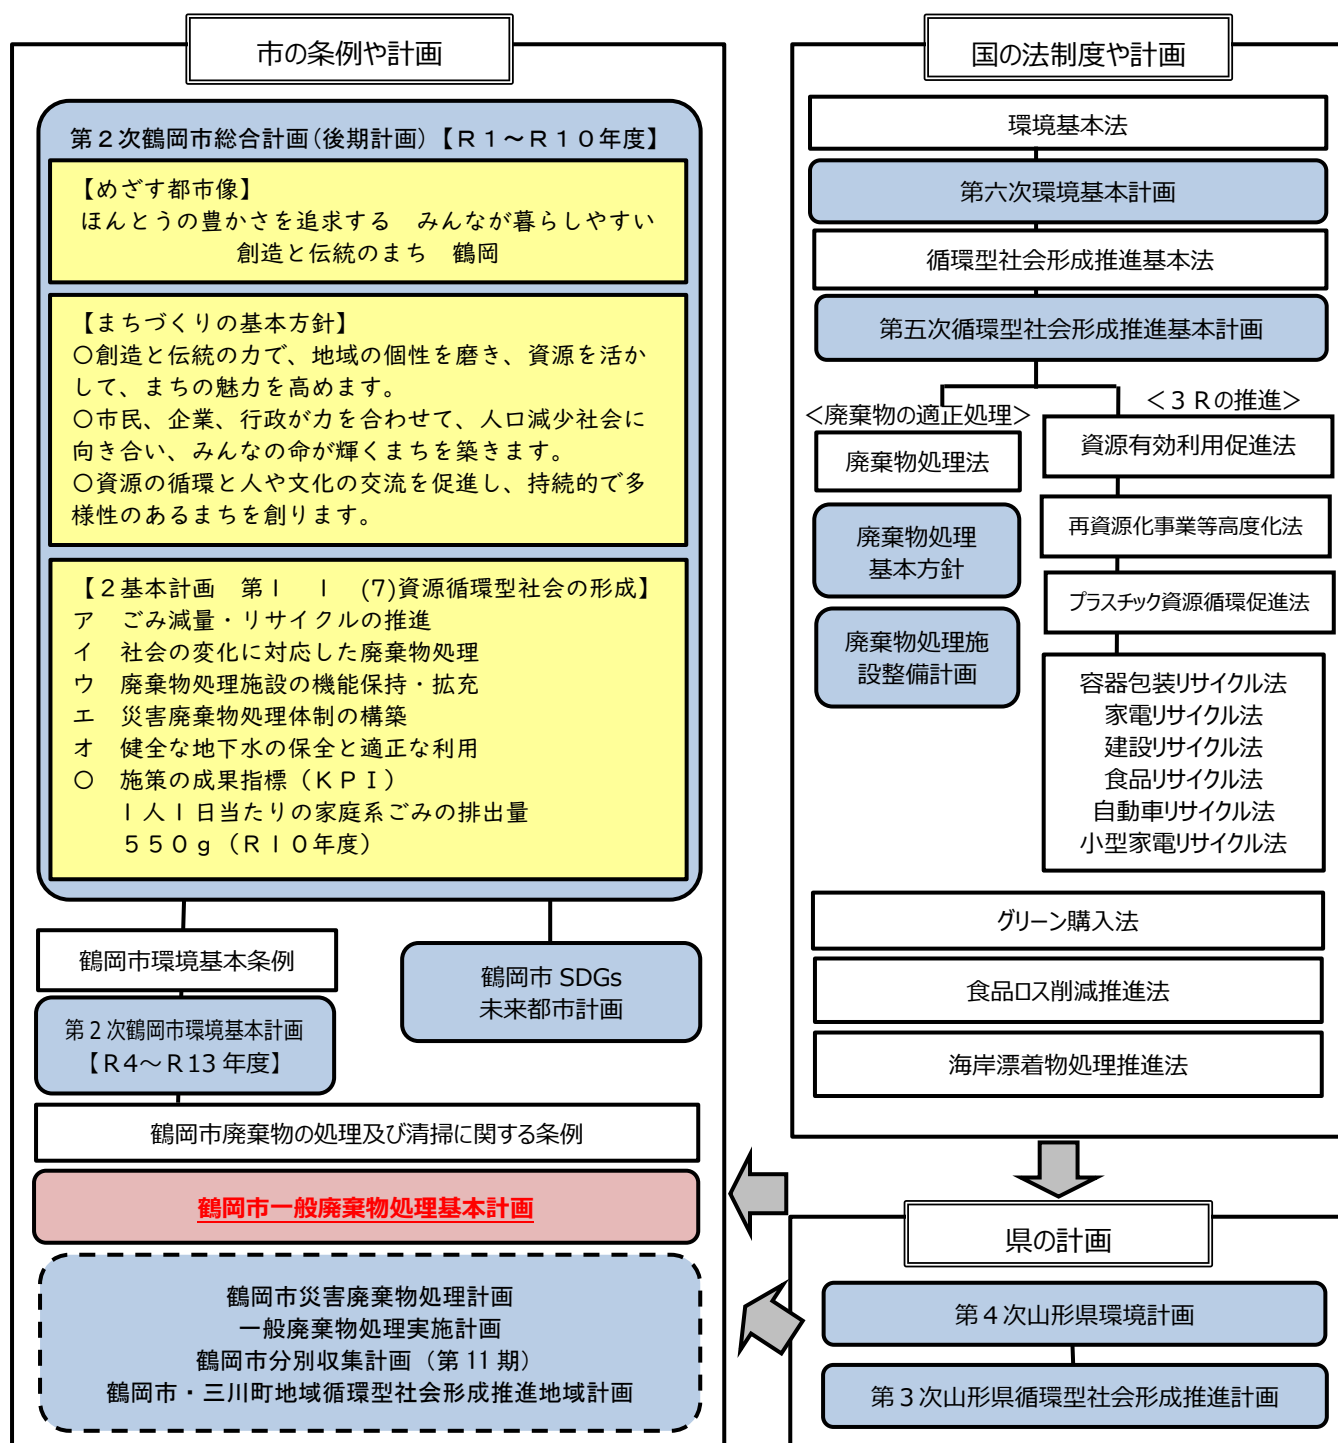 市の条例や計画
第２次鶴岡市総合計画（後期計画）【Ｒ１～Ｒ１０年度】
【めざす都市像】
ほんとうの豊かさを追求する　みんなが暮らしやすい
創造と伝統のまち　鶴岡
【まちづくりの基本方針】
〇創造と伝統の力で、地域の個性を磨き、資源を活か
して、まちの魅力を高めます。
〇市民、企業、行政が力を合わせて、人口減少社会に
向き合い、みんなの命が輝くまちを築きます。
〇資源の循環と人や文化の交流を促進し、持続的で多
様性のあるまちを創ります。
【２基本計画　第１　１　(7)資源循環型社会の形成】
ア　ごみ減量・リサイクルの推進
イ　社会の変化に対応した廃棄物処理
ウ　廃棄物処理施設の機能保持・拡充
エ　災害廃棄物処理体制の構築
オ　健全な地下水の保全と適正な利用
〇　施策の成果指標（ＫＰＩ）
１人１日当たりの家庭系ごみの排出量
５５０ｇ（Ｒ１０年度）
鶴岡市環境基本条例
第２次鶴岡市環境基本計画
【Ｒ4～Ｒ13 年度】
鶴岡市 SDGs
未来都市計画
鶴岡市廃棄物の処理及び清掃に関する条例
鶴岡市一般廃棄物処理基本計画
鶴岡市災害廃棄物処理計画
一般廃棄物処理実施計画
鶴岡市分別収集計画（第 11 期）
鶴岡市・三川町地域循環型社会形成推進地域計画
国の法制度や計画
環境基本法
第六次環境基本計画
循環型社会形成推進基本法
第五次循環型社会形成推進基本計画
＜廃棄物の適正処理＞
廃棄物処理法
廃棄物処理
基本方針
廃棄物処理施
設整備計画
＜３Ｒの推進＞
資源有効利用促進法
再資源化事業等高度化法
プラスチック資源循環促進法
容器包装リサイクル法
家電リサイクル法
建設リサイクル法
食品リサイクル法
自動車リサイクル法
小型家電リサイクル法
グリーン購入法
食品ロス削減推進法
海岸漂着物処理推進法
県の計画
第４次山形県環境計画
第３次山形県循環型社会形成推進計画